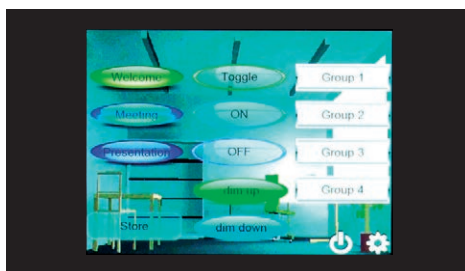 Welcome Toggle Group 1
Meeting ON Group 2
Presentation OFF Group 3
dim up Group 4
Store dim down